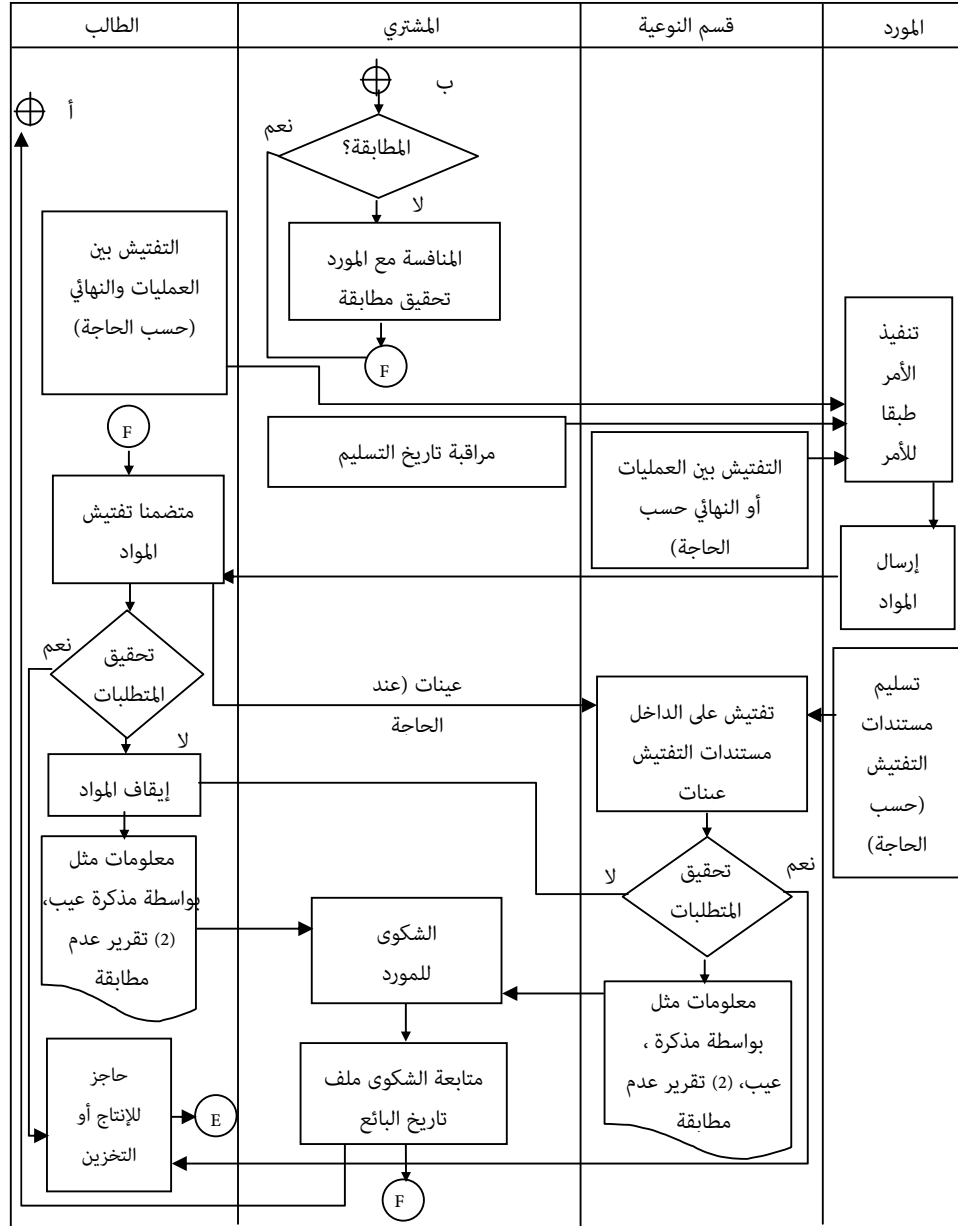 الطالب
المشتري
قسم النوعية
المورد
أ
ب
المطابقة؟
نعم
لا
المنافسة مع المورد
تحقيق مطابقة
F
التفتيش بين
العمليات والنهائي
(حسب الحاجة)
تنفيذ
الأمر
طبقا
للأمر
مراقبة تاريخ التسليم
التفتيش بين العمليات
أو النهائي حسب
الحاجة)
F
متضمنا تفتيش
المواد
إرسال
المواد
تحقيق
المتطلبات
نعم
لا
عينات (عند
الحاجة
تفتيش على الداخل
مستندات التفتيش
عينات
تسليم
مستندات
التفتيش
(حسب
الحاجة)
إيقاف المواد
تحقيق
المتطلبات
نعم
لا
معلومات مثل
بواسطة مذكرة عيب،
(2) تقرير عدم
مطابقة
الشكوى
للمورد
معلومات مثل
بواسطة مذكرة ،
عيب، (2) تقرير عدم
مطابقة
متابعة الشكوى ملف
تاريخ البائع
حاجز
للإنتاج أو
التخزين
E
F